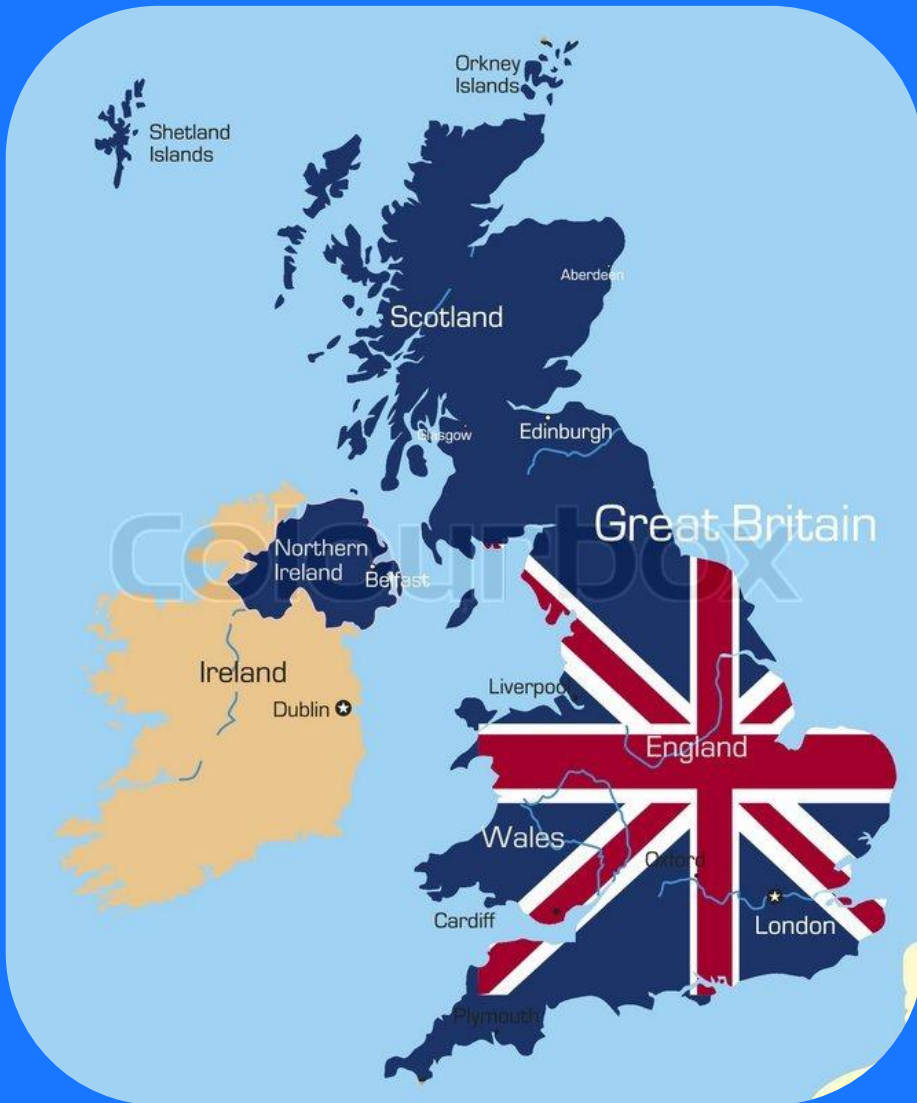 Orkney
Islands
Shetland
Islands
Aberdeen
Scotland
Glasgow
Edinburgh
Great Britain
colourbox
Northern
Ireland
Belfast
Ireland
Dublin
Liverpool
England
Wales
Oxford
Cardiff
London
Plymouth